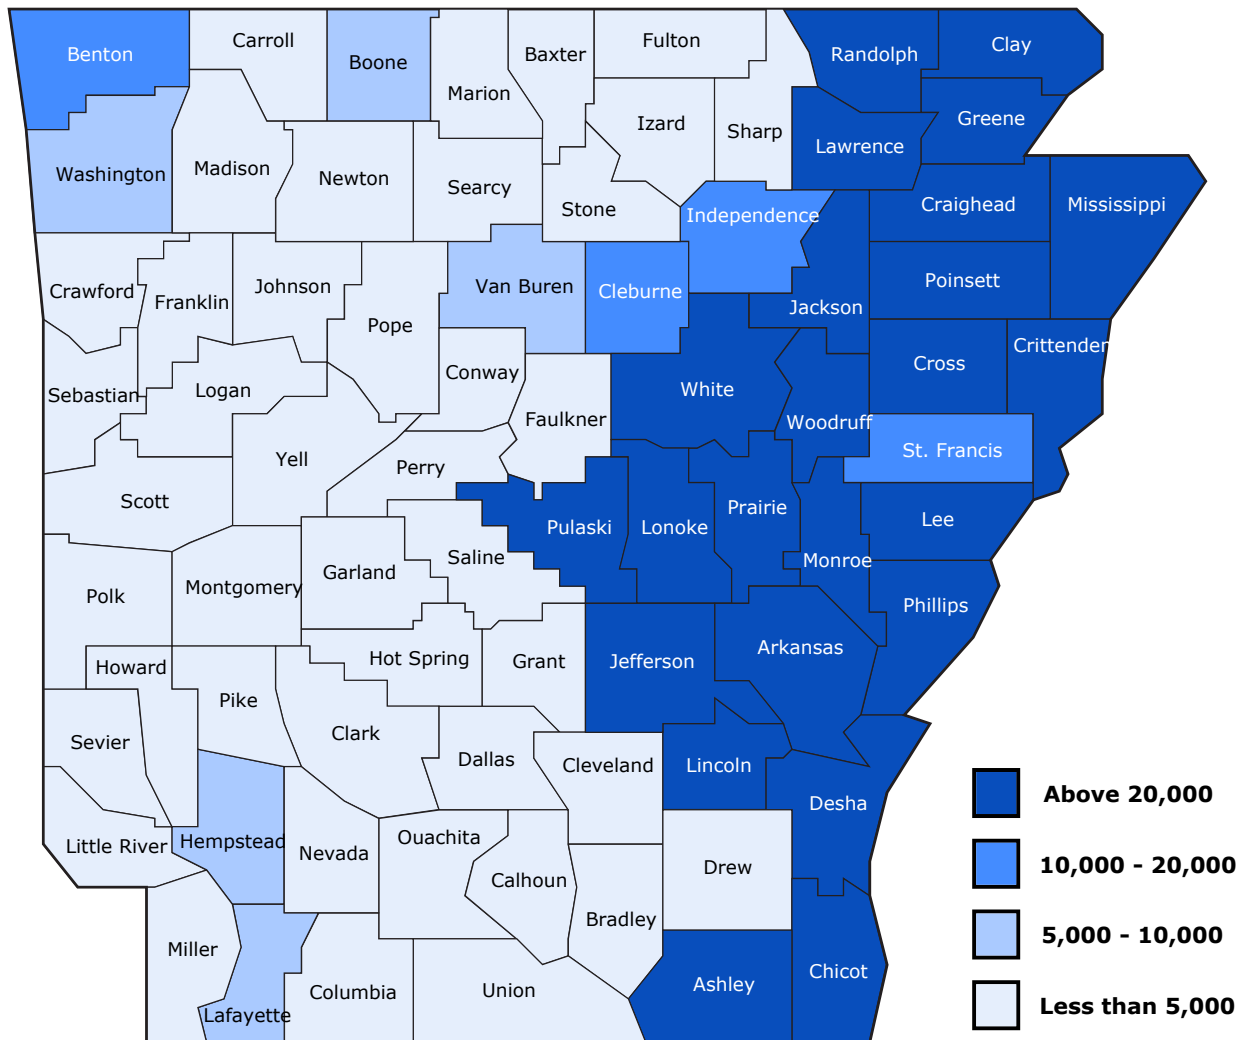 Benton
Carroll
Boone
Marion
Baxter
Fulton
Randolph
Clay
Izard
Sharp
Greene
Lawrence
Washington
Madison
Newton
Searcy
Stone
Independence
Craighead
Mississippi
Crawford
Franklin
Johnson
Pope
Van Buren
Cleburne
Jackson
Poinsett
Sebastian
Logan
Conway
Faulkner
White
Woodruff
Cross
Crittenden
Yell
Perry
St. Francis
Scott
Pulaski
Lonoke
Prairie
Lee
Polk
Montgomery
Garland
Saline
Monroe
Phillips
Howard
Pike
Hot Spring
Grant
Jefferson
Arkansas
Sevier
Clark
Dallas
Cleveland
Lincoln
Desha
Little River
Hempstead
Nevada
Ouachita
Calhoun
Bradley
Drew
Miller
Lafayette
Columbia
Union
Ashley
Chicot
Above 20,000
10,000 - 20,000
5,000 - 10,000
Less than 5,000